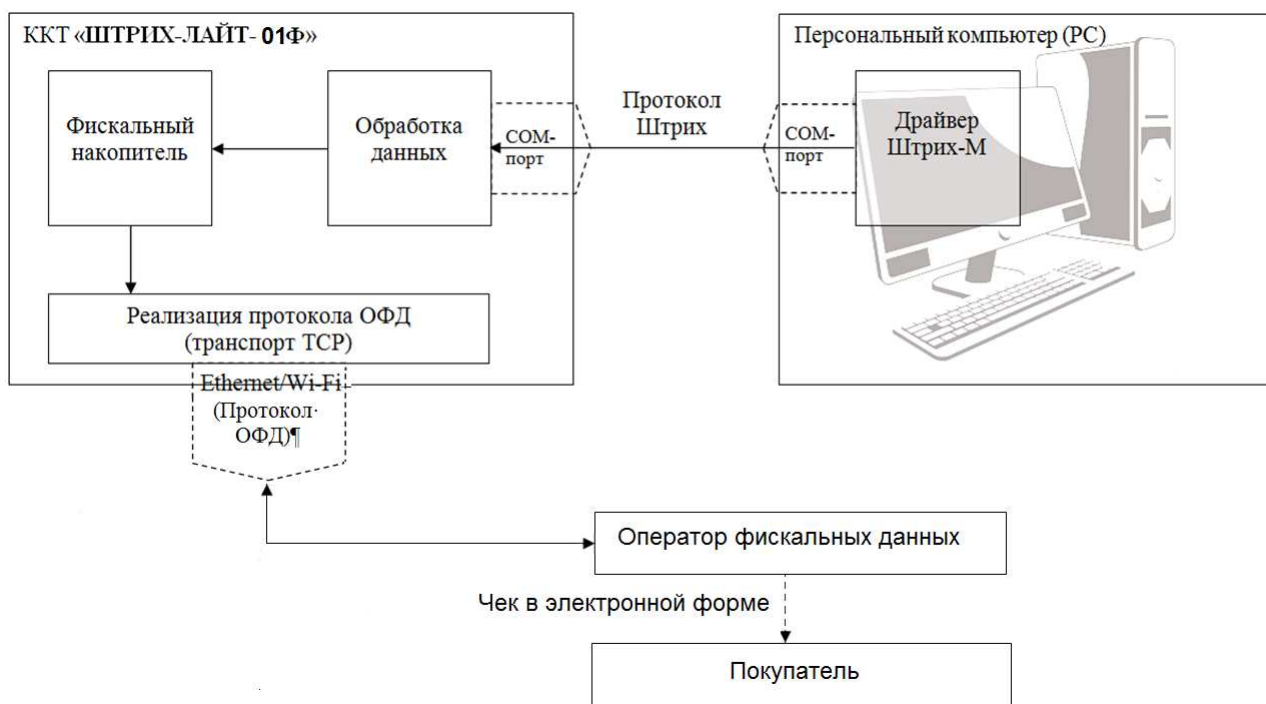 ККТ «ШТРИХ-ЛАЙТ- 01Ф»
Фискальный
накопитель
Обработка
данных
COM-
порт
Протокол
Штрих
Персональный компьютер (PC)
COM-
порт
Драйвер
Штрих-М
Реализация протокола ОФД
(транспорт TCP)
Ethernet/Wi-Fi
(Протокол·
ОФД)¶
Оператор фискальных данных
Чек в электронной форме
Покупатель